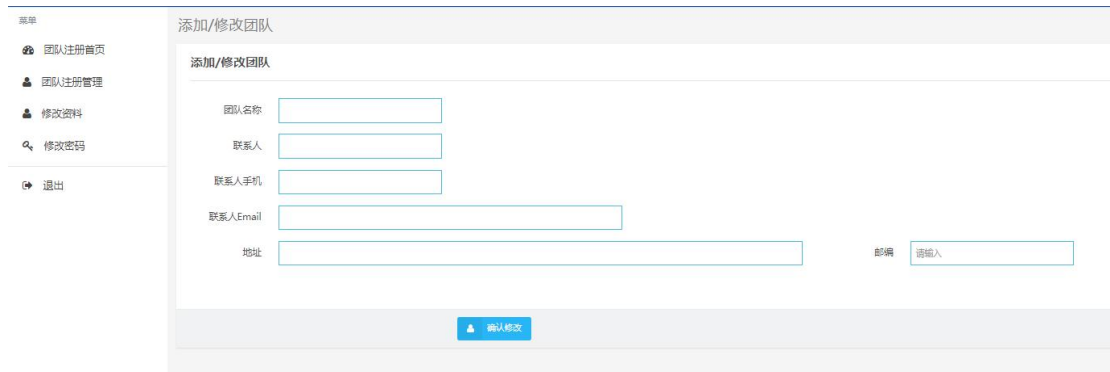 菜单
团队注册首页
团队注册管理
修改资料
修改密码
退出
添加/修改团队
添加/修改团队
团队名称
联系人
联系人手机
联系人Email
地址
邮编 请输入
确认修改